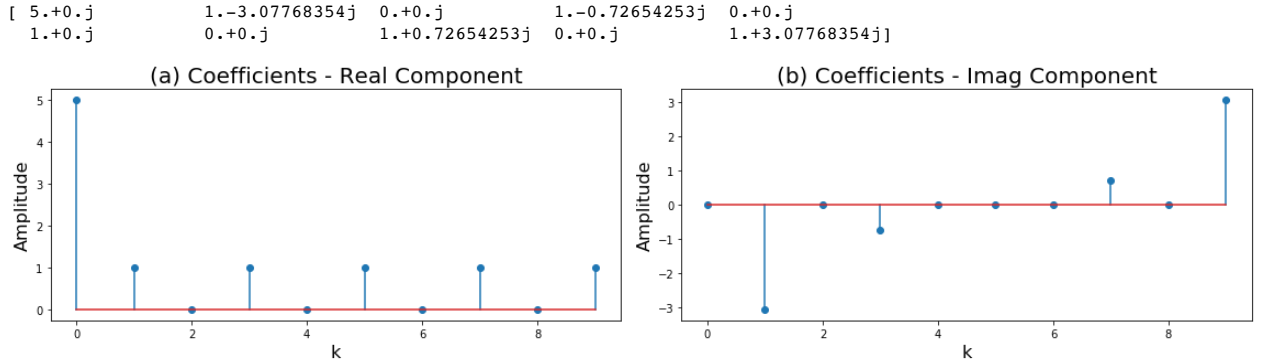 [ 5.+0.j 1.-3.07768354j 0.+0.j 1.-0.72654253j 0.+0.j
1.+0.j 0.+0.j 1.+0.72654253j 0.+0.j 1.+3.07768354j]
(a) Coefficients - Real Component
5
4
3
2
1
0
Amplitude
0 2 4 6 8
k
(b) Coefficients - Imag Component
3
2
1
0
−1
−2
−3
Amplitude
0 2 4 6 8
k